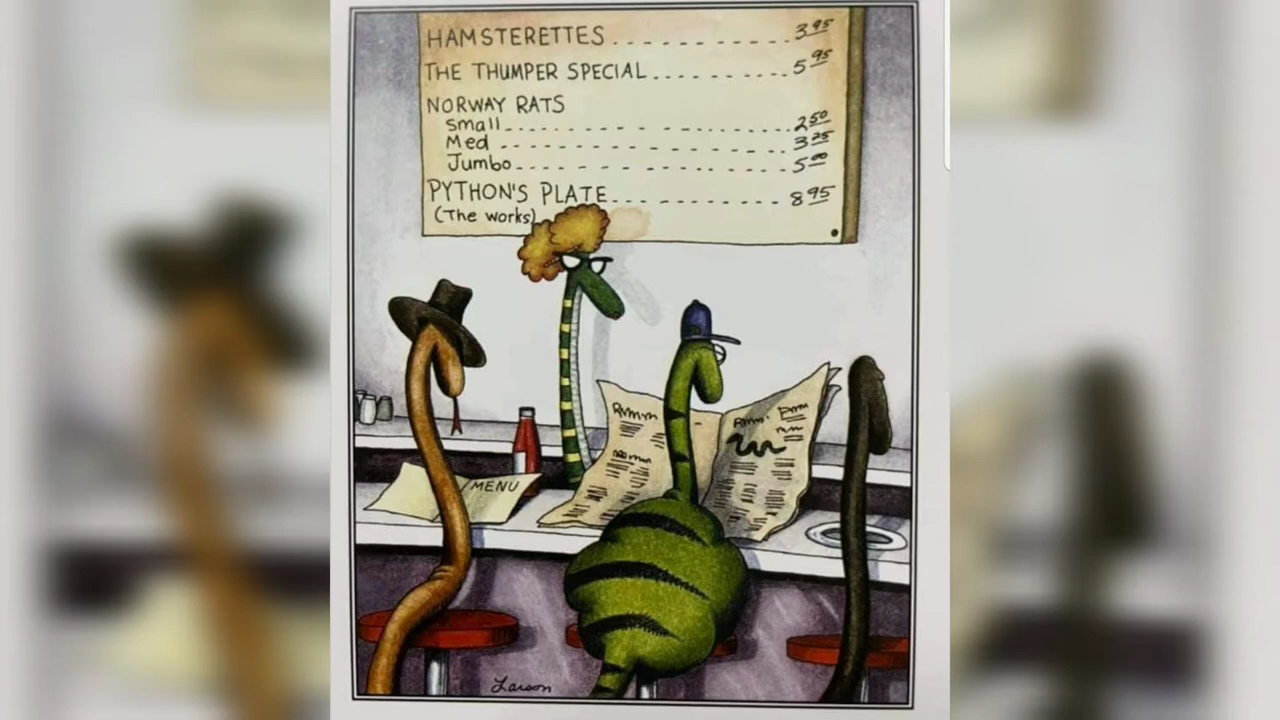 HAMSTERETTES.............3.95
THE THUMPER SPECIAL.........5.95
NORWAY RATS
Small.............2.50
Med.............3.25
Jumbo.............5.00
PYTHON'S PLATE...........8.95
(The works)
MENU
Larson